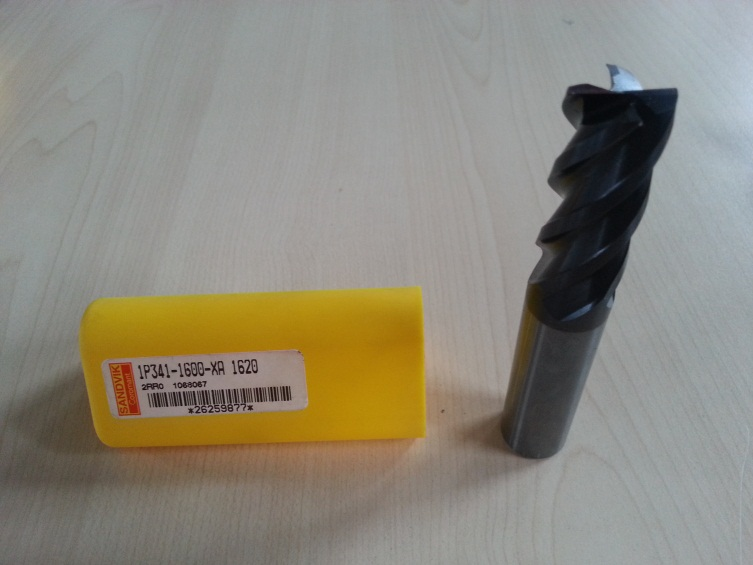 SANDVIK
Coromant
1P341-1600-XA 1620
2RR0 1068067
*26259877*